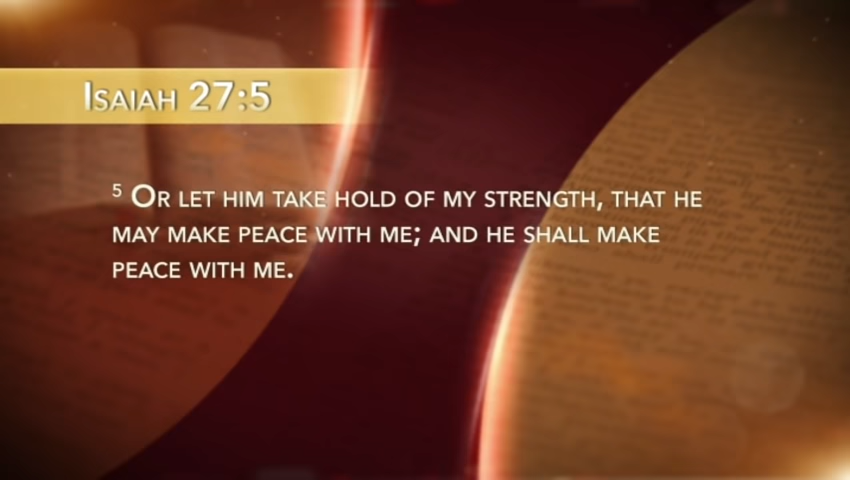 Isaiah 27:5
5 Or let him take hold of my strength, that he
may make peace with me; and he shall make
peace with me.